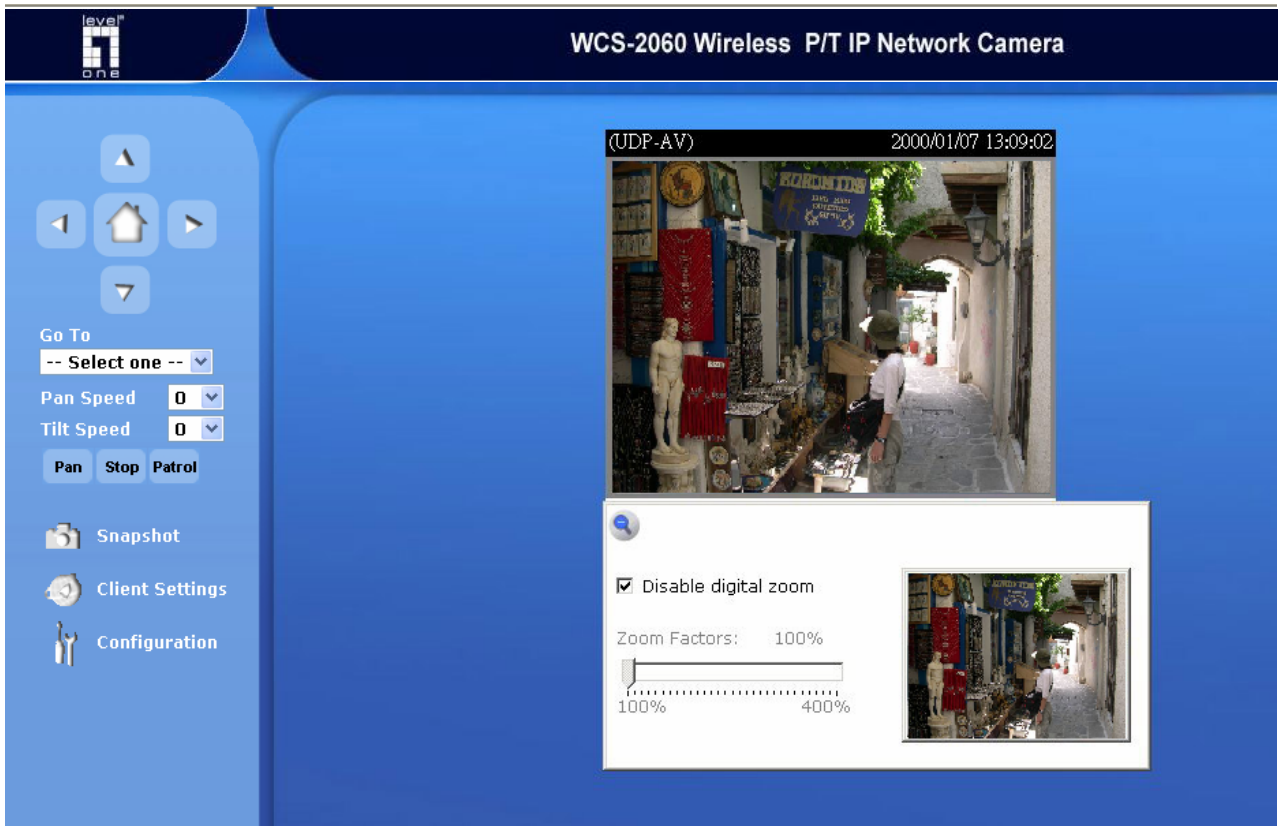 level
one
WCS-2060 Wireless P/T IP Network Camera
(UDP-AV) 2000/01/07 13:09:02
Go To
-- Select one --
Pan Speed 0
Tilt Speed 0
Pan Stop Patrol
Snapshot
Client Settings
Configuration
Disable digital zoom
Zoom Factors: 100%
100% 400%